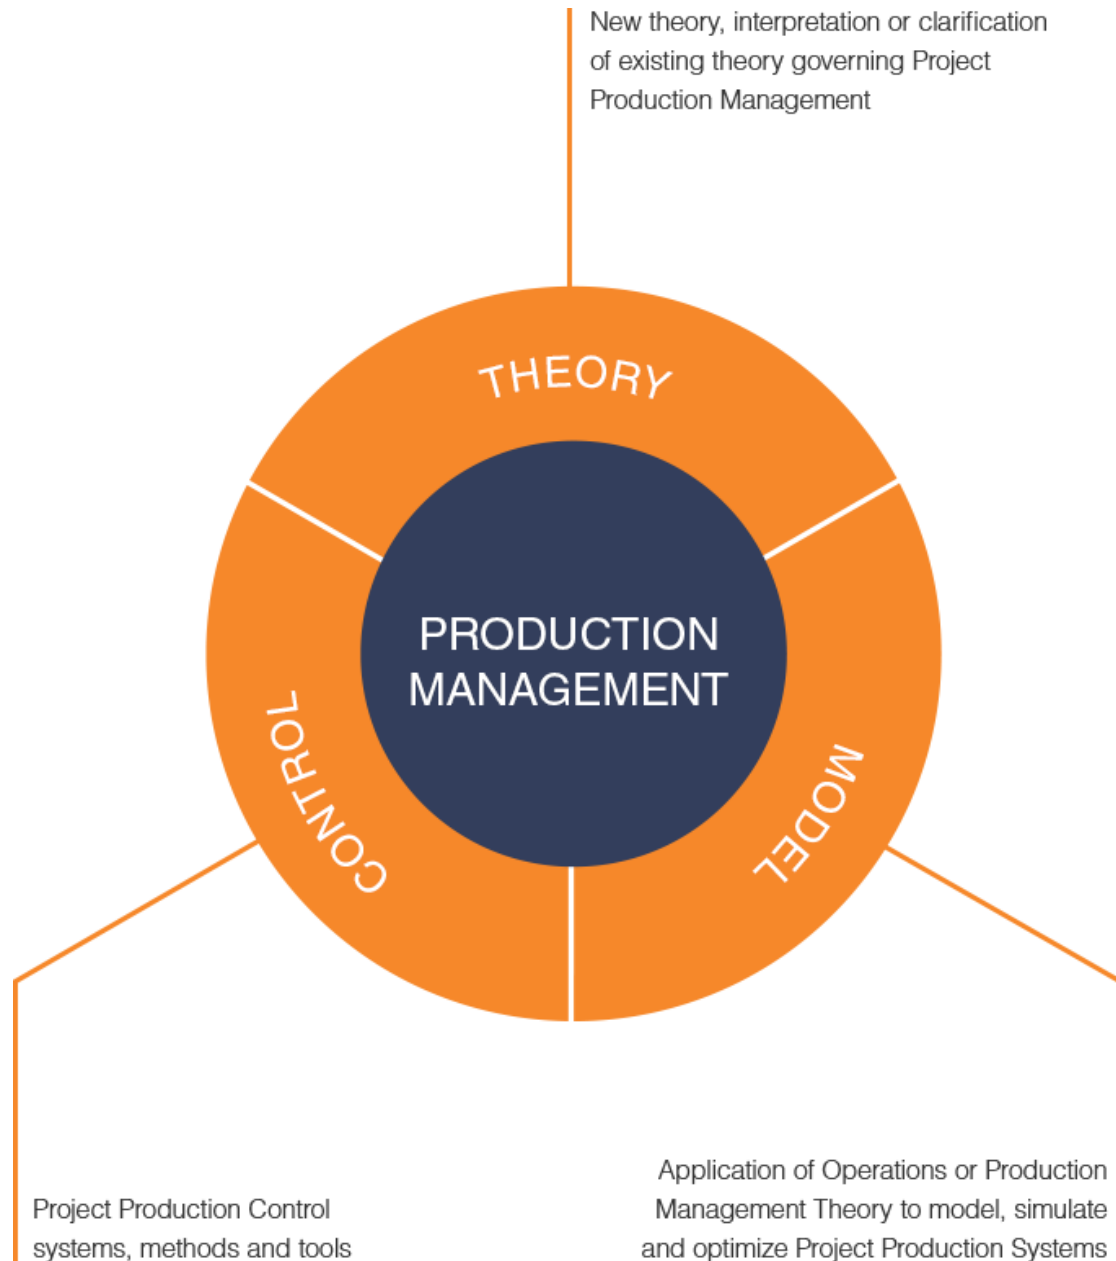 New theory, interpretation or clarification
of existing theory governing Project
Production Management
THEORY
PRODUCTION
MANAGEMENT
CONTROL
MODEL
Project Production Control
systems, methods and tools
Application of Operations or Production
Management Theory to model, simulate
and optimize Project Production Systems